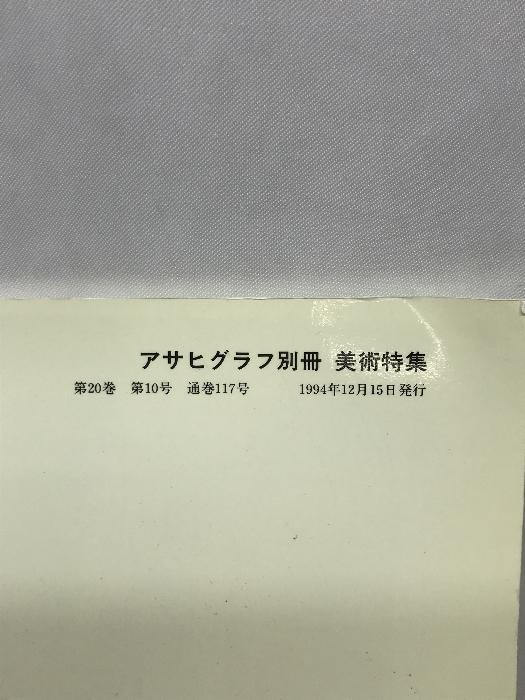 アサヒグラフ別冊 美術特集
第20巻 第10号 通巻117号 1994年12月15日発行